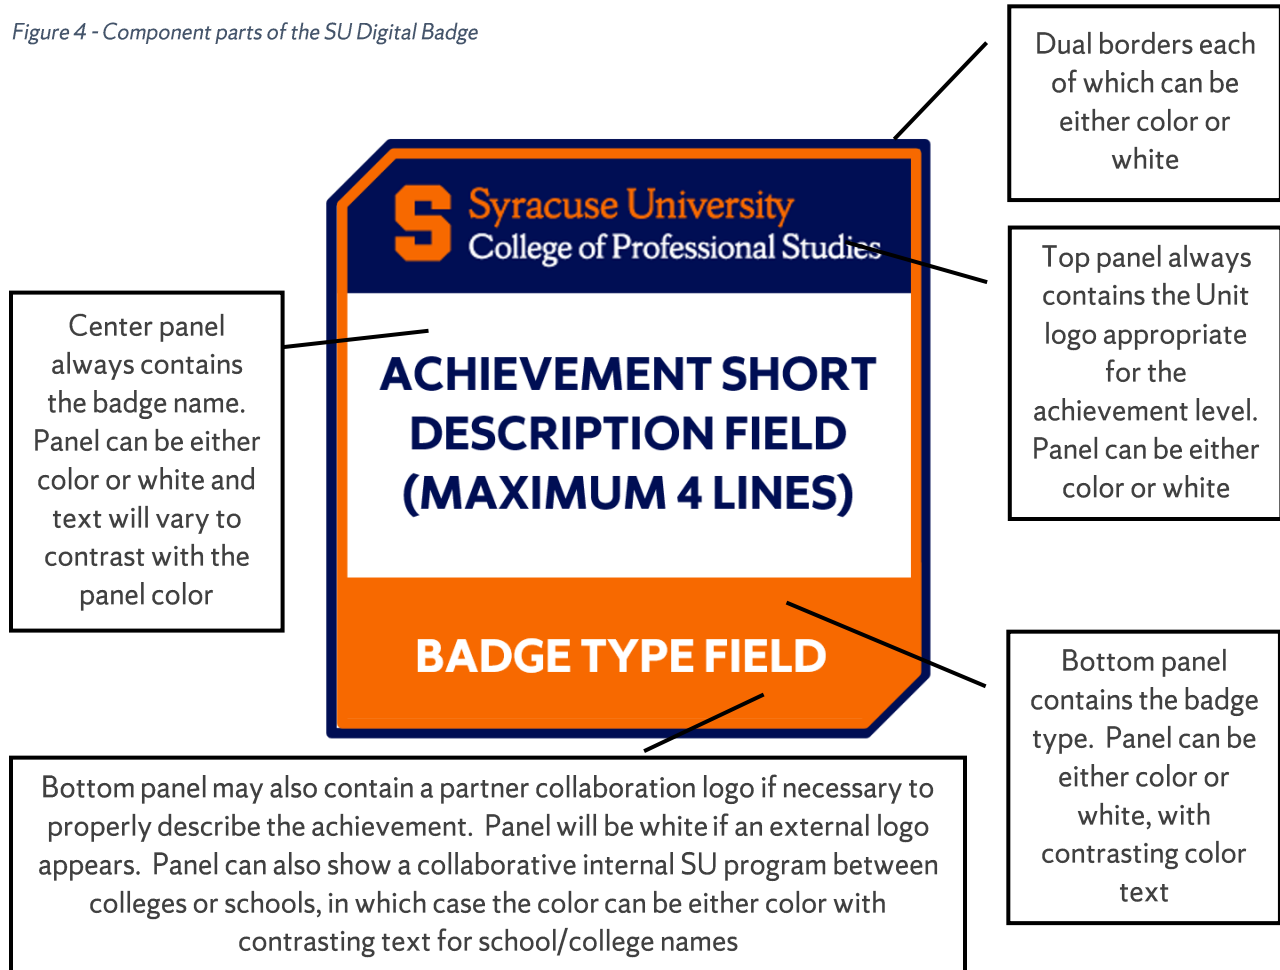 Figure 4 - Component parts of the SU Digital Badge
Dual borders each
of which can be
either color or
white
Syracuse University
College of Professional Studies
Top panel always
contains the Unit
logo appropriate
for the
achievement level.
Panel can be either
color or white
Center panel
always contains
the badge name.
Panel can be either
color or white and
text will vary to
contrast with the
panel color
ACHIEVEMENT SHORT
DESCRIPTION FIELD
(MAXIMUM 4 LINES)
BADGE TYPE FIELD
Bottom panel
contains the badge
type.  Panel can be
either color or
white, with
contrasting color
text
Bottom panel may also contain a partner collaboration logo if necessary to
properly describe the achievement.  Panel will be white if an external logo
appears.  Panel can also show a collaborative internal SU program between
colleges or schools, in which case the color can be either color with
contrasting text for school/college names